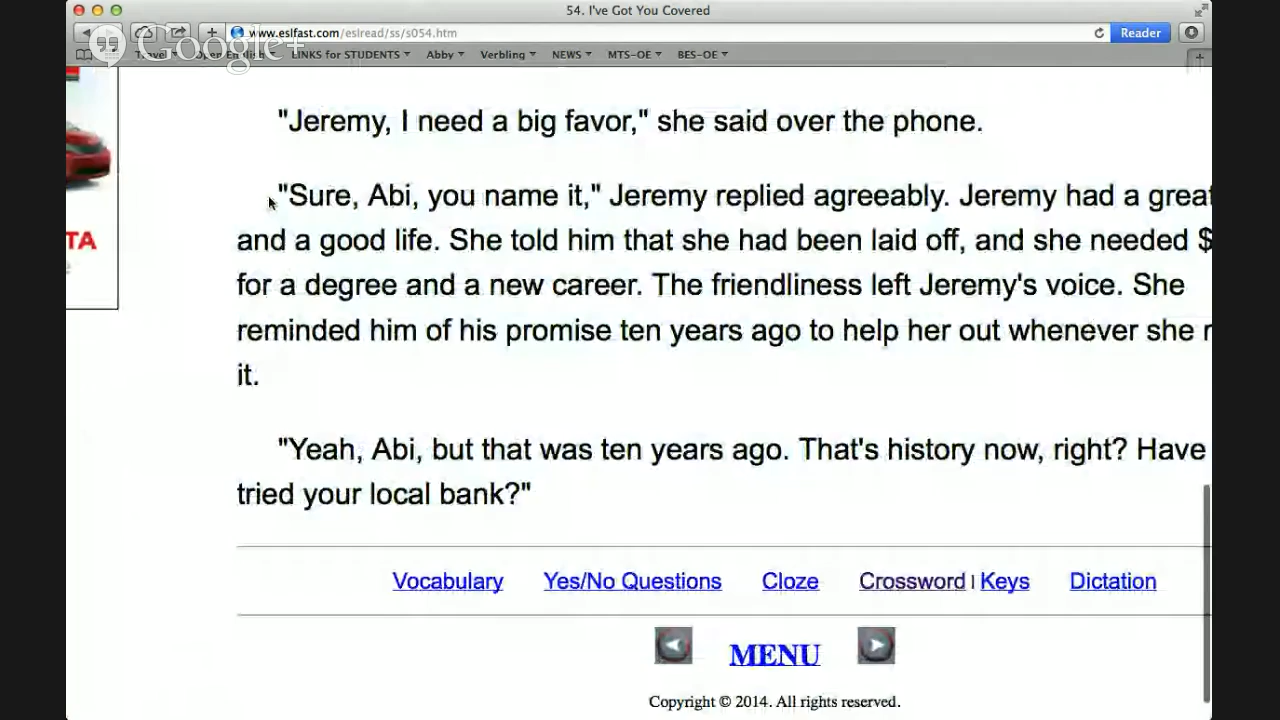 54. I've Got You Covered
www.eslfast.com/eslread/ss/s054.htm
Reader
Google+
Travel Open English LINKS for STUDENTS Abby Verbling NEWS MTS-OE BES-OE
"Jeremy, I need a big favor," she said over the phone.
"Sure, Abi, you name it," Jeremy replied agreeably. Jeremy had a great
and a good life. She told him that she had been laid off, and she needed $
for a degree and a new career. The friendliness left Jeremy's voice. She
reminded him of his promise ten years ago to help her out whenever she
it.
TA
"Yeah, Abi, but that was ten years ago. That's history now, right? Have
tried your local bank?"
Vocabulary Yes/No Questions Cloze Crossword | Keys Dictation
MENU
Copyright © 2014. All rights reserved.